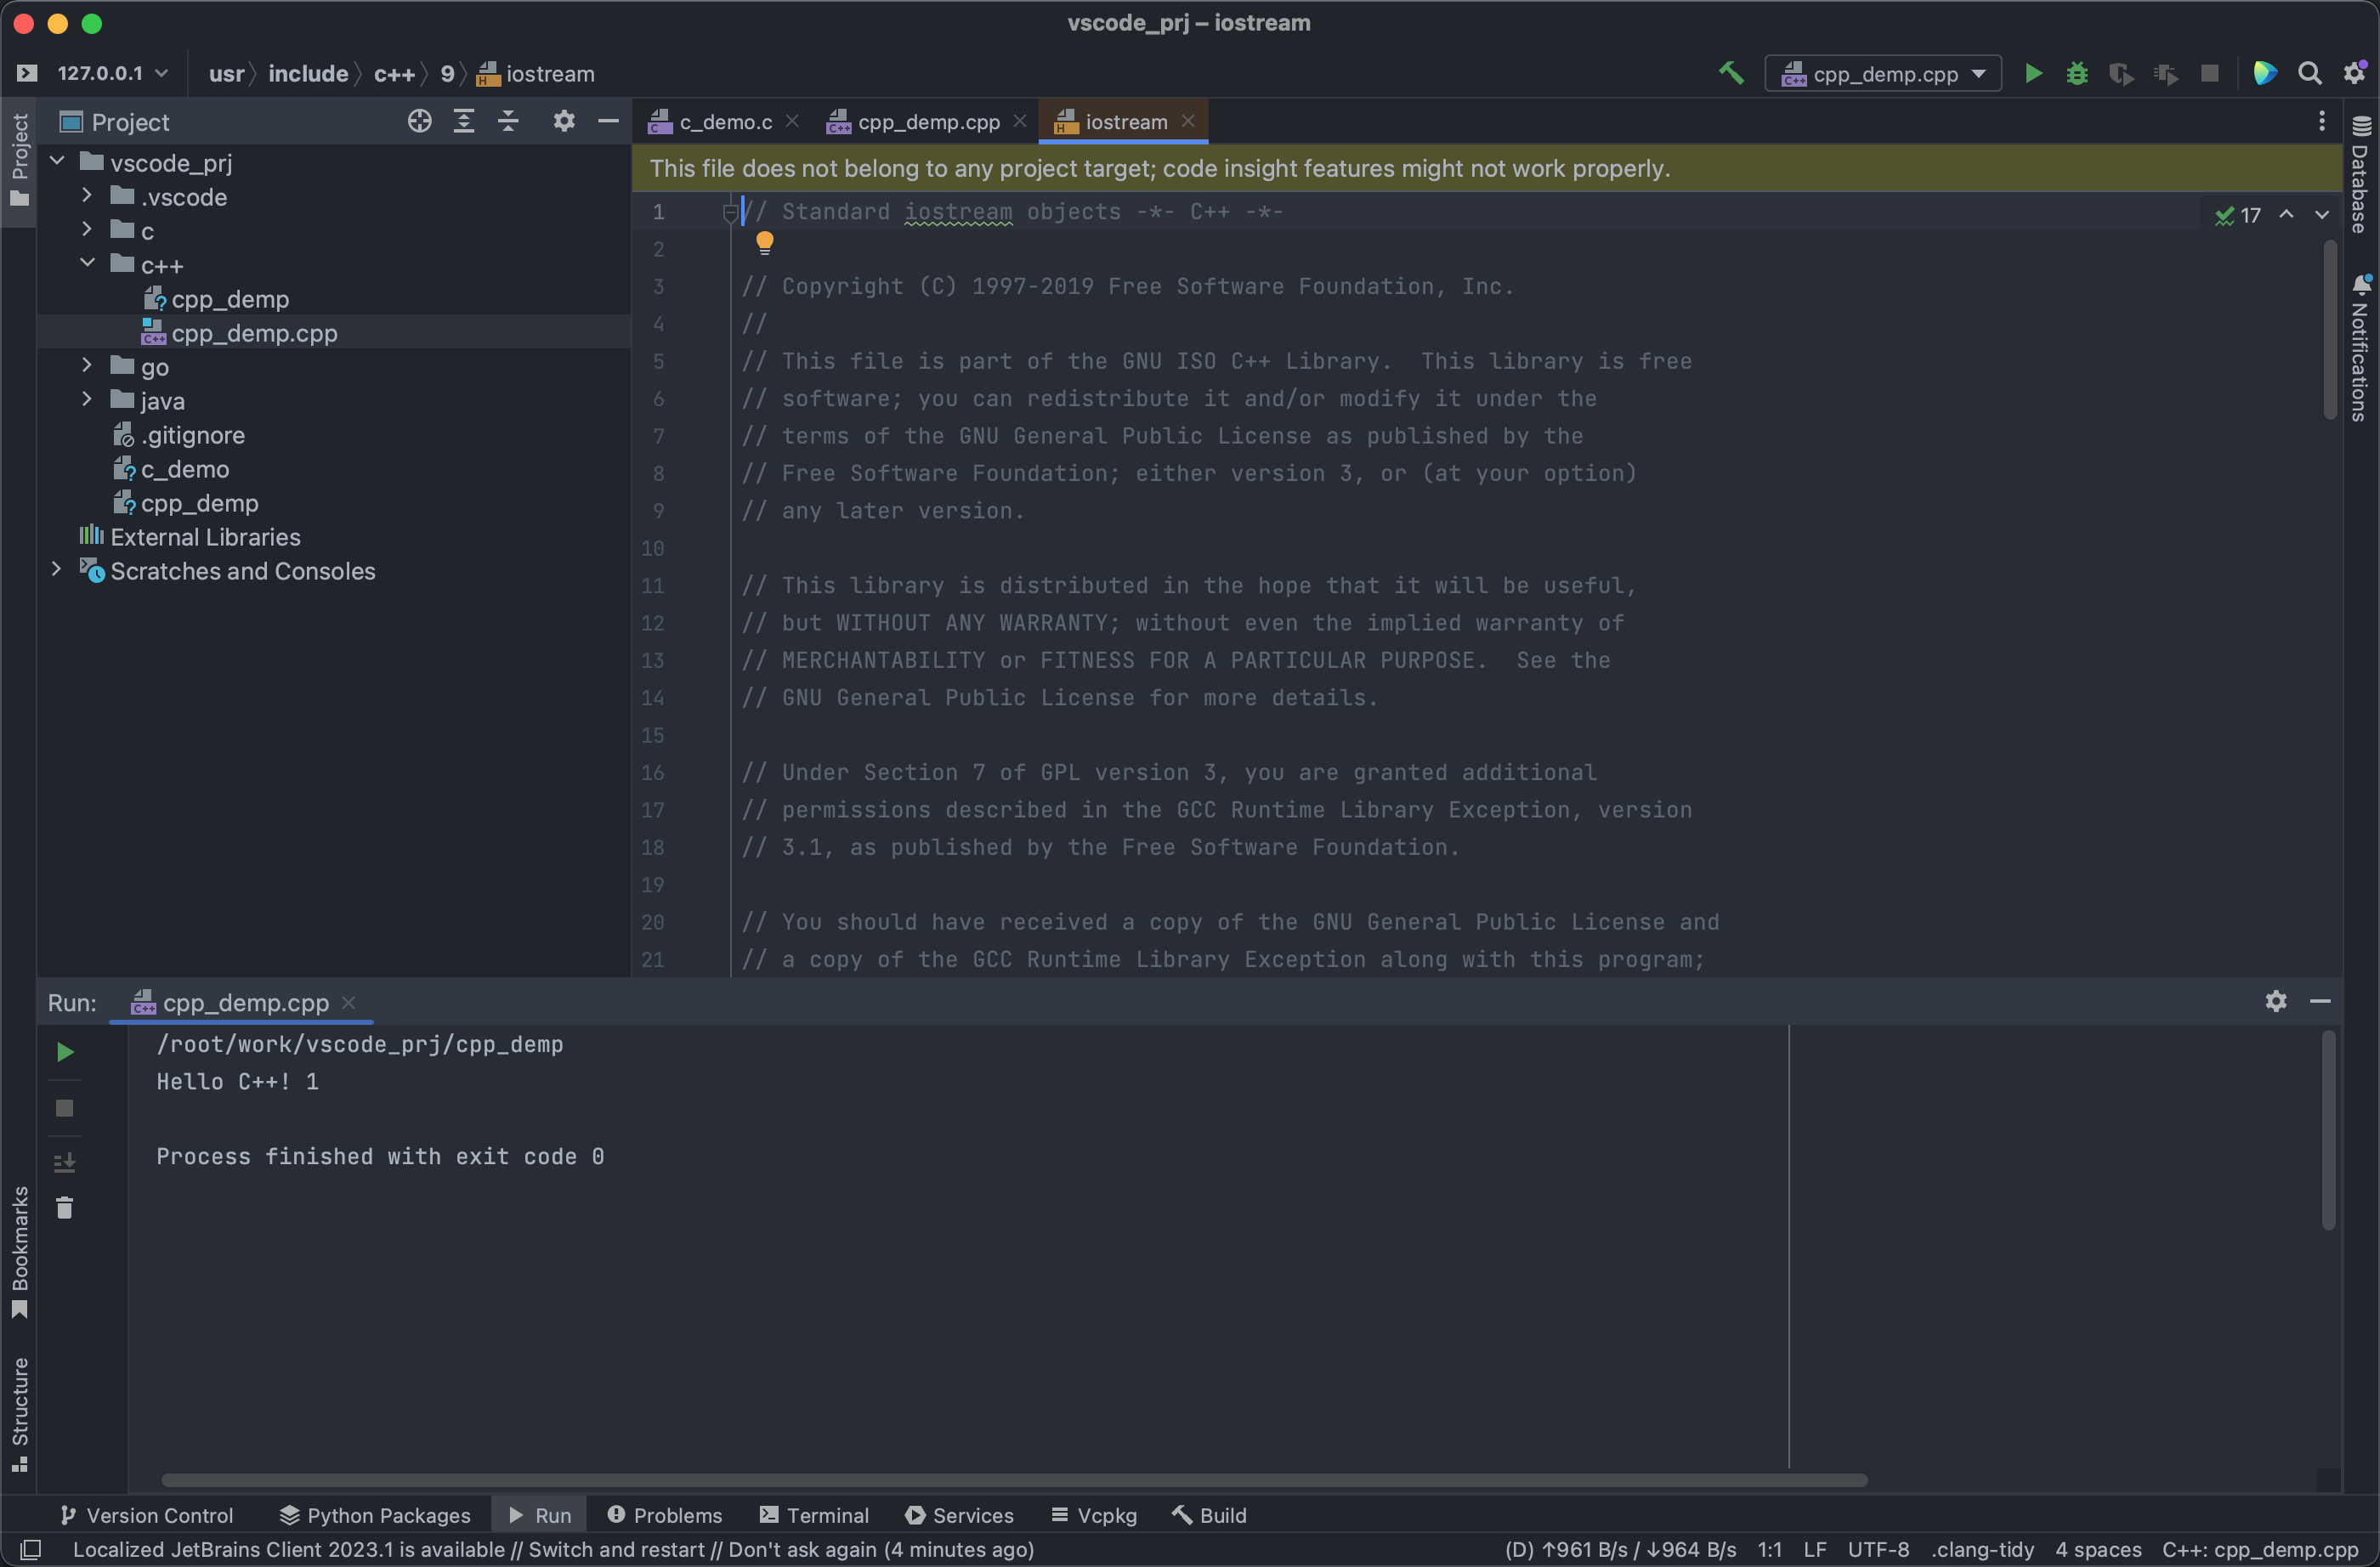 vscode_prj – iostream
127.0.0.1 usr include c++ 9 iostream cpp_demp.cpp
Project
Project
vscode_prj
.vscode
c
c++
cpp_demp
cpp_demp.cpp
go
java
.gitignore
c_demo
cpp_demp
External Libraries
Scratches and Consoles
c_demo.c cpp_demp.cpp iostream
This file does not belong to any project target; code insight features might not work properly.
17
1 // Standard iostream objects -*- C++ -*-
2
3 // Copyright (C) 1997-2019 Free Software Foundation, Inc.
4 //
5 // This file is part of the GNU ISO C++ Library.  This library is free
6 // software; you can redistribute it and/or modify it under the
7 // terms of the GNU General Public License as published by the
8 // Free Software Foundation; either version 3, or (at your option)
9 // any later version.
10
11 // This library is distributed in the hope that it will be useful,
12 // but WITHOUT ANY WARRANTY; without even the implied warranty of
13 // MERCHANTABILITY or FITNESS FOR A PARTICULAR PURPOSE.  See the
14 // GNU General Public License for more details.
15
16 // Under Section 7 of GPL version 3, you are granted additional
17 // permissions described in the GCC Runtime Library Exception, version
18 // 3.1, as published by the Free Software Foundation.
19
20 // You should have received a copy of the GNU General Public License and
21 // a copy of the GCC Runtime Library Exception along with this program;
Database
Notifications
Run: cpp_demp.cpp
/root/work/vscode_prj/cpp_demp
Hello C++! 1
Process finished with exit code 0
Bookmarks
Structure
Version Control Python Packages Run Problems Terminal Services Vcpkg Build
Localized JetBrains Client 2023.1 is available // Switch and restart // Don't ask again (4 minutes ago) (D) ↑961 B/s / ↓964 B/s 1:1 LF UTF-8 .clang-tidy 4 spaces C++: cpp_demp.cpp